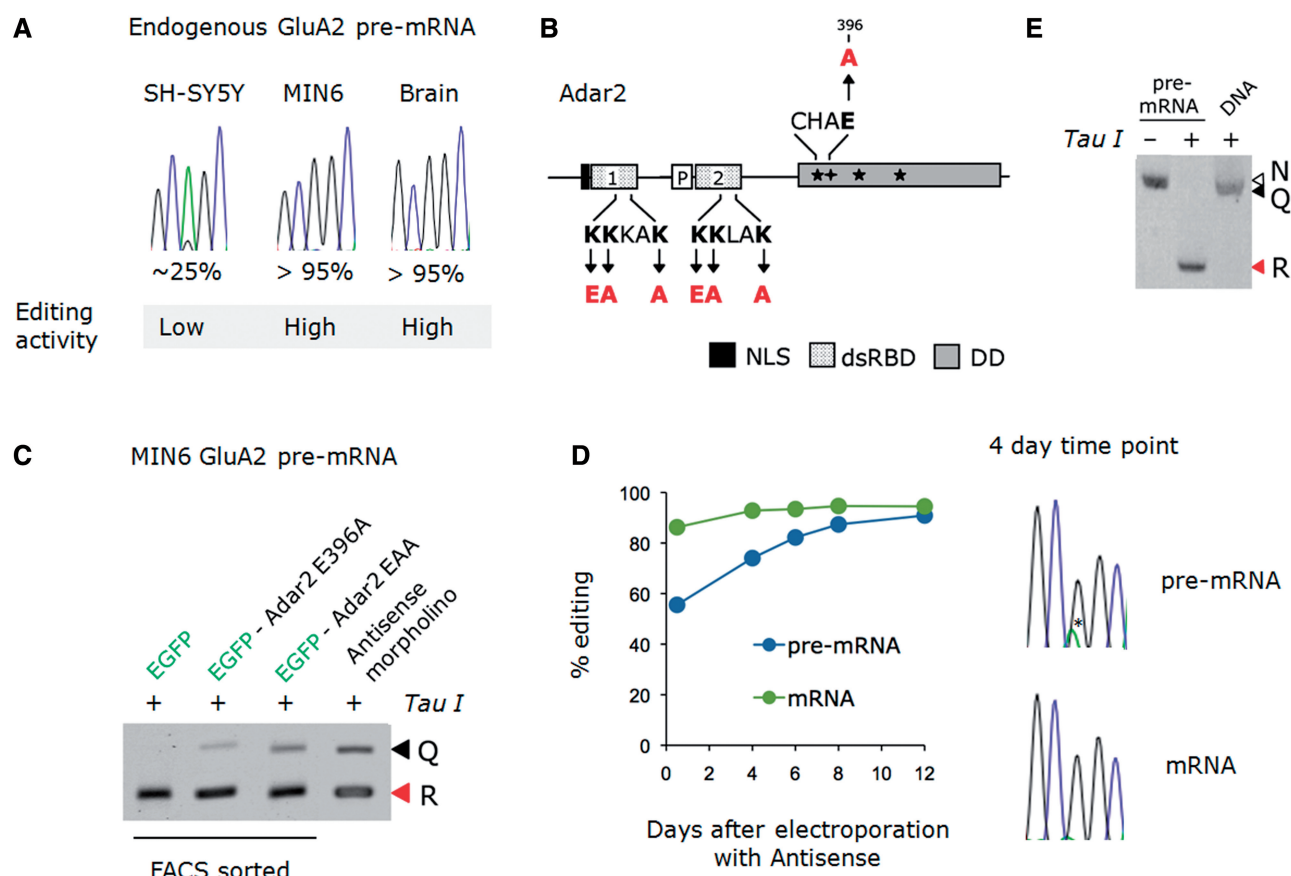 A
Endogenous GluA2 pre-mRNA
SH-SY5Y MIN6 Brain
~25% > 95% > 95%
Editing activity
Low High High
B
396
A
Adar2
CHAE
1 P 2
KKKAK KKLAK
EA A EA A
NLS dsRBD DD
E
pre-
mRNA
DNA
Tau I – + +
N
Q
R
C
MIN6 GluA2 pre-mRNA
EGFP
EGFP - Adar2 E396A
EGFP - Adar2 EAA
Antisense
morpholino
+ + + + Tau I
Q
R
FACS sorted
D
4 day time point
100
80
60
40
20
0
% editing
pre-mRNA
mRNA
0 2 4 6 8 10 12
Days after electroporation
with Antisense
*
pre-mRNA
mRNA